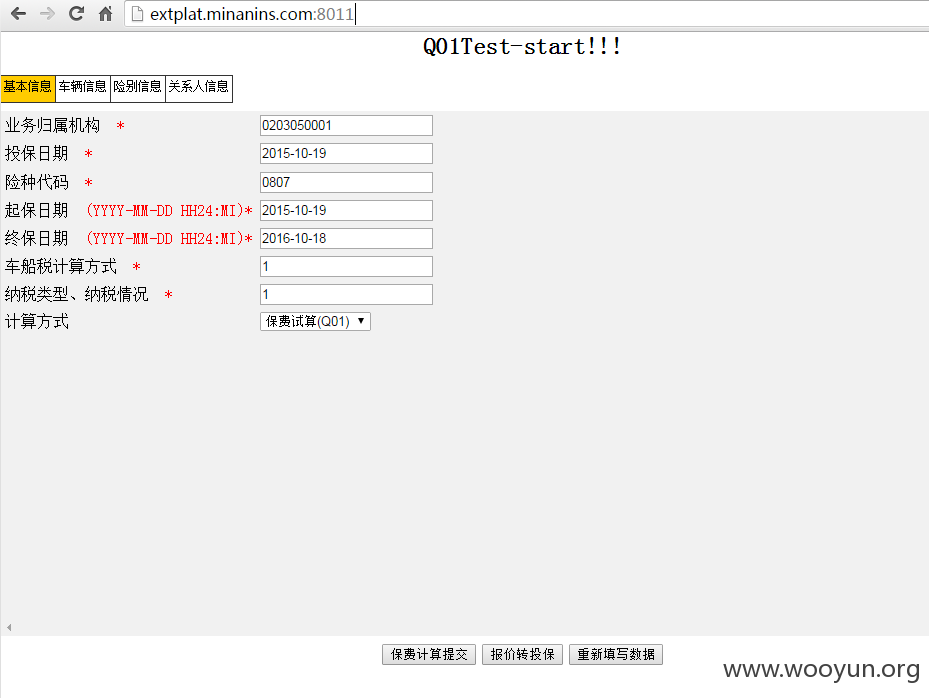 extplat.minanins.com:8011
Q01Test-start!!!
基本信息 车辆信息 险别信息 关系人信息
业务归属机构 * 0203050001
投保日期 * 2015-10-19
险种代码 * 0807
起保日期 (YYYY-MM-DD HH24:MI)* 2015-10-19
终保日期 (YYYY-MM-DD HH24:MI)* 2016-10-18
车船税计算方式 * 1
纳税类型、纳税情况 * 1
计算方式 保费试算(Q01)
保费计算提交 报价转投保 重新填写数据
www.wooyun.org